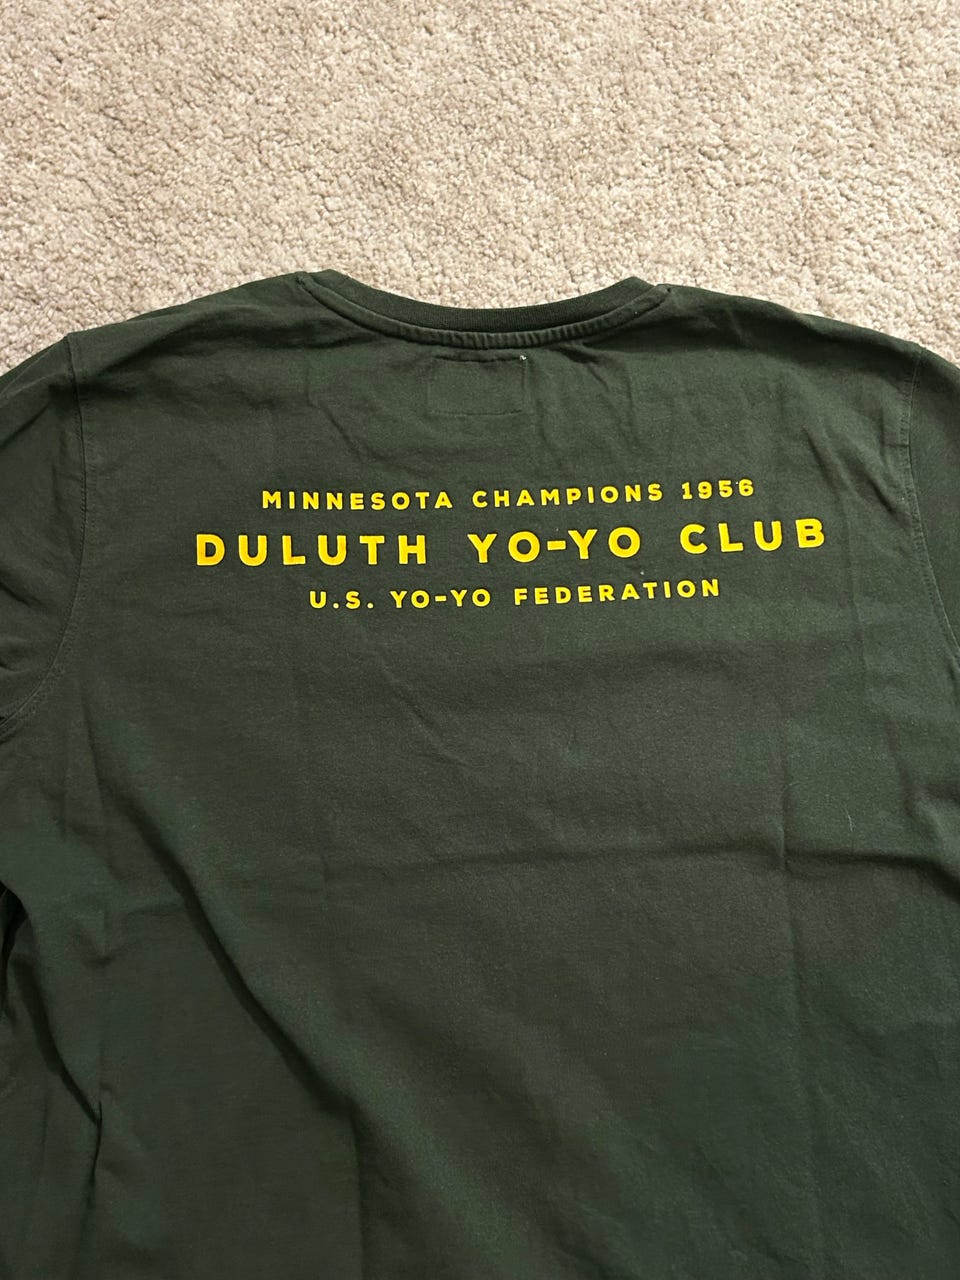 MINNESOTA CHAMPIONS 1956
DULUTH YO-YO CLUB
U.S. YO-YO FEDERATION